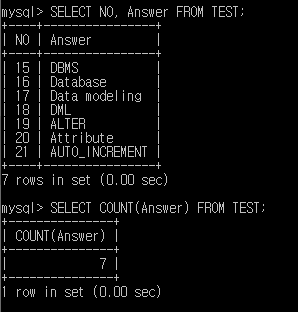 mysql> SELECT NO, Answer FROM TEST;
+----+----------------+
| NO | Answer         |
+----+----------------+
| 15 | DBMS           |
| 16 | Database       |
| 17 | Data modeling  |
| 18 | DML            |
| 19 | ALTER          |
| 20 | Attribute      |
| 21 | AUTO_INCREMENT |
+----+----------------+
7 rows in set (0.00 sec)
mysql> SELECT COUNT(Answer) FROM TEST;
+---------------+
| COUNT(Answer) |
+---------------+
|             7 |
+---------------+
1 row in set (0.00 sec)